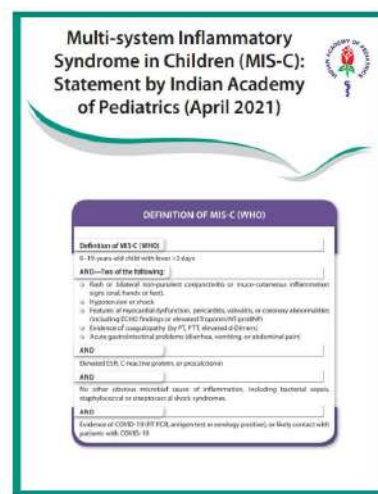 Multi-system Inflammatory
Syndrome in Children (MIS-C):
Statement by Indian Academy
of Pediatrics (April 2021)
INDIAN ACADEMY OF PEDIATRICS
DEFINITION OF MIS-C (WHO)
Definition of MIS-C (WHO)
0–19-years-old child with fever >3 days
AND—Two of the following:
Rash or bilateral non-purulent conjunctivitis or muco-cutaneous inflammation
signs (oral, hands or feet).
Hypotension or shock
Features of myocardial dysfunction, pericarditis, valvulitis, or coronary abnormalities
(including ECHO findings or elevated Troponin/NT-proBNP)
Evidence of coagulopathy (by PT, PTT, elevated d-Dimers)
Acute gastrointestinal problems (diarrhea, vomiting, or abdominal pain)
AND
Elevated ESR, C-reactive protein, or procalcitonin
AND
No other obvious microbial cause of inflammation, including bacterial sepsis,
staphylococcal or streptococcal shock syndromes.
AND
Evidence of COVID-19 (RT PCR, antigen test or serology positive), or likely contact with
patients with COVID-19